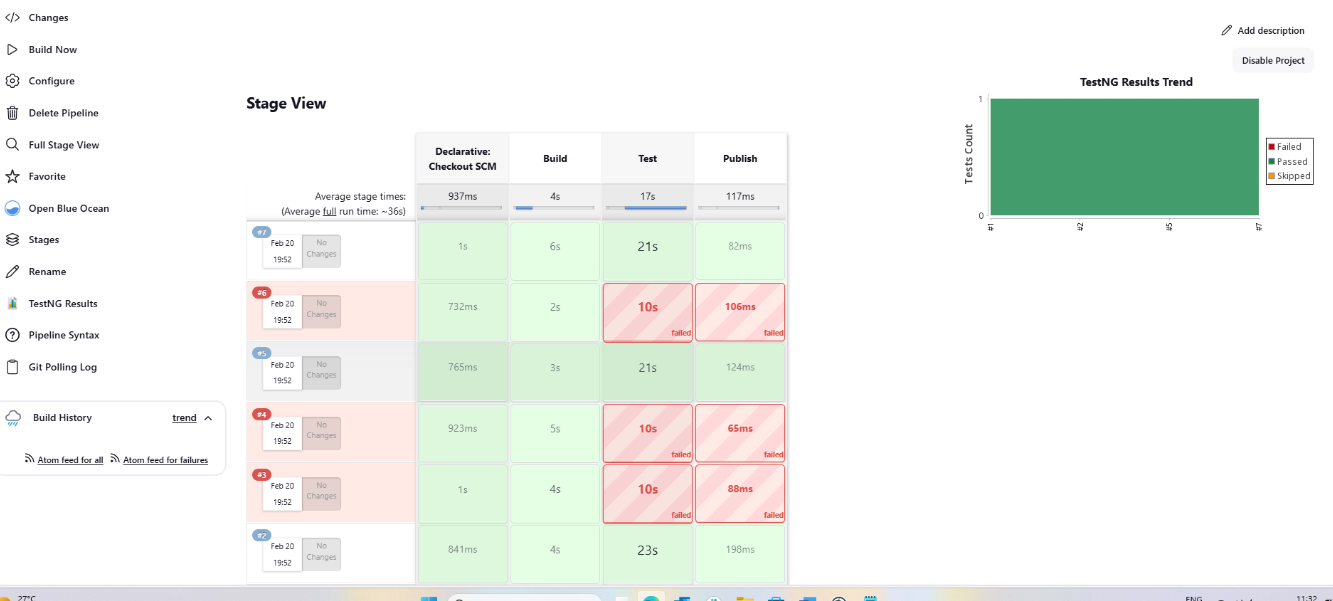 Changes
Build Now
Configure
Delete Pipeline
Full Stage View
Favorite
Open Blue Ocean
Stages
Rename
TestNG Results
Pipeline Syntax
Git Polling Log
Build History trend
Atom feed for all Atom feed for failures
Add description
Disable Project
Stage View
Declarative:
Checkout SCM
Build
Test
Publish
Average stage times:
(Average full run time: ~36s)
937ms
4s
17s
117ms
#7
Feb 20
19:52
No
Changes
1s
6s
21s
82ms
#6
Feb 20
19:52
No
Changes
732ms
2s
10s
failed
106ms
failed
#5
Feb 20
19:52
No
Changes
765ms
3s
21s
124ms
#4
Feb 20
19:52
No
Changes
923ms
5s
10s
failed
65ms
failed
#3
Feb 20
19:52
No
Changes
1s
4s
10s
failed
88ms
failed
#2
Feb 20
19:52
No
Changes
841ms
4s
23s
198ms
TestNG Results Trend
Tests Count
1
0
#1
#2
#5
#7
Failed
Passed
Skipped
27°C
ENG
11:32